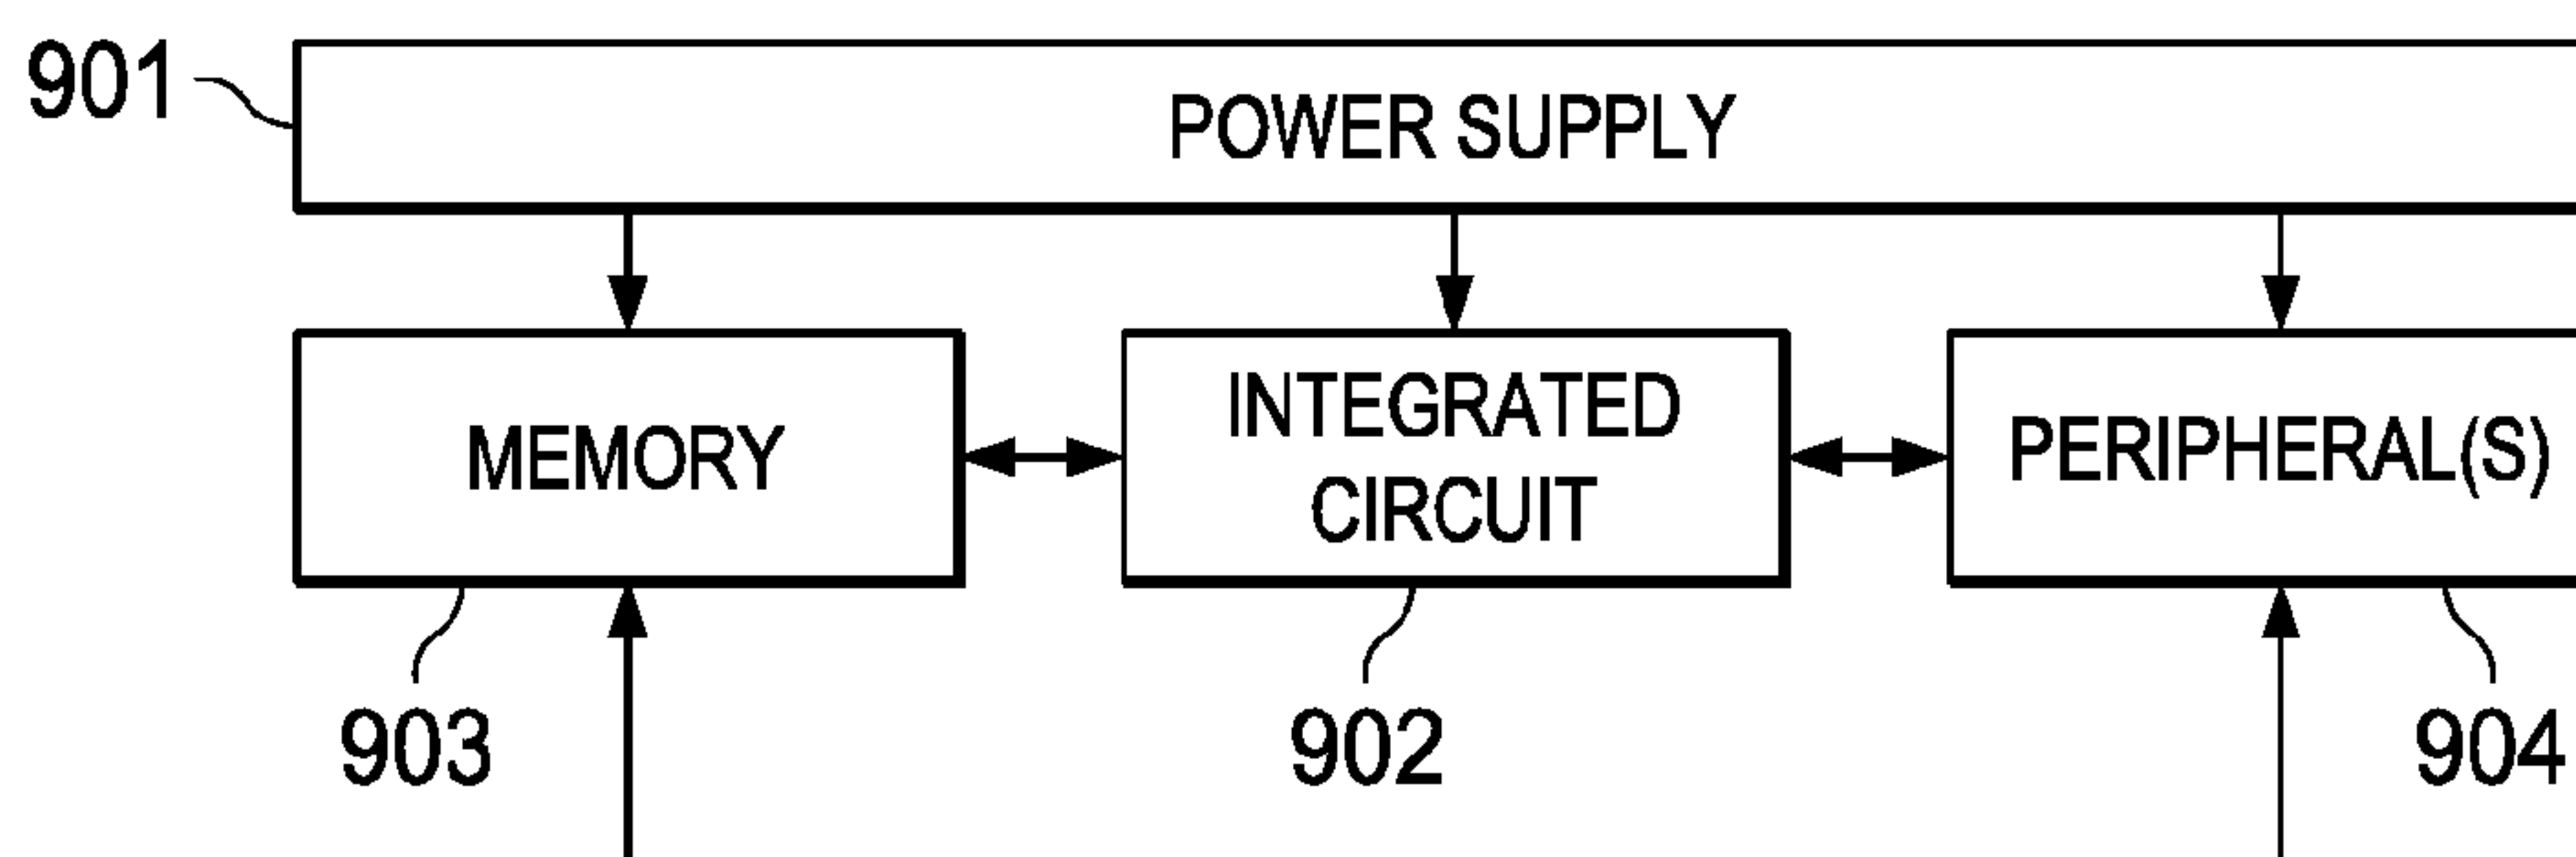 901
POWER SUPPLY
MEMORY
INTEGRATED
CIRCUIT
PERIPHERAL(S)
903
902
904